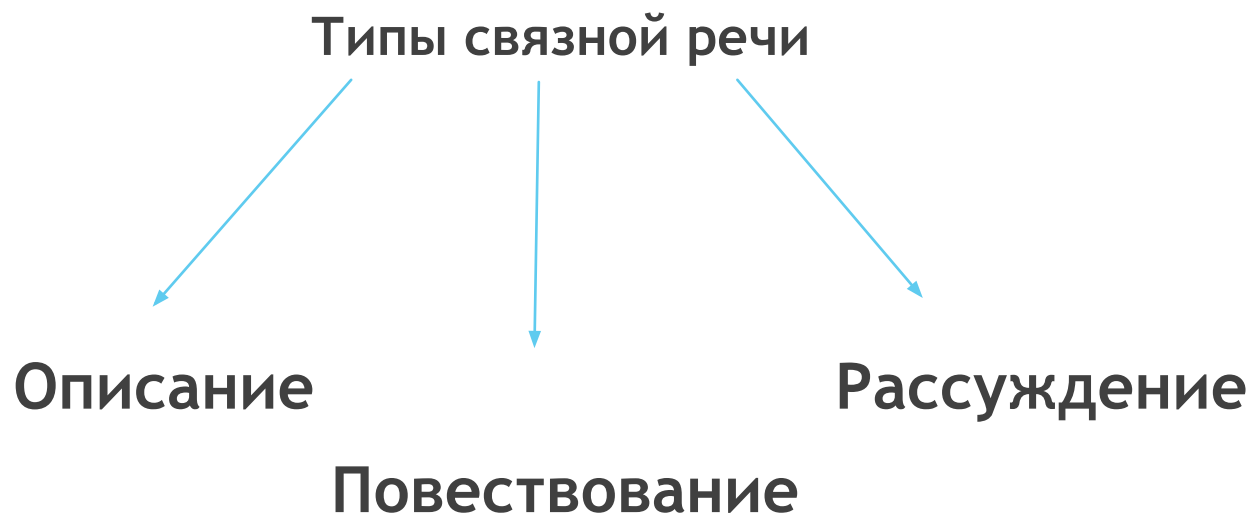 Типы связной речи
Описание
Повествование
Рассуждение